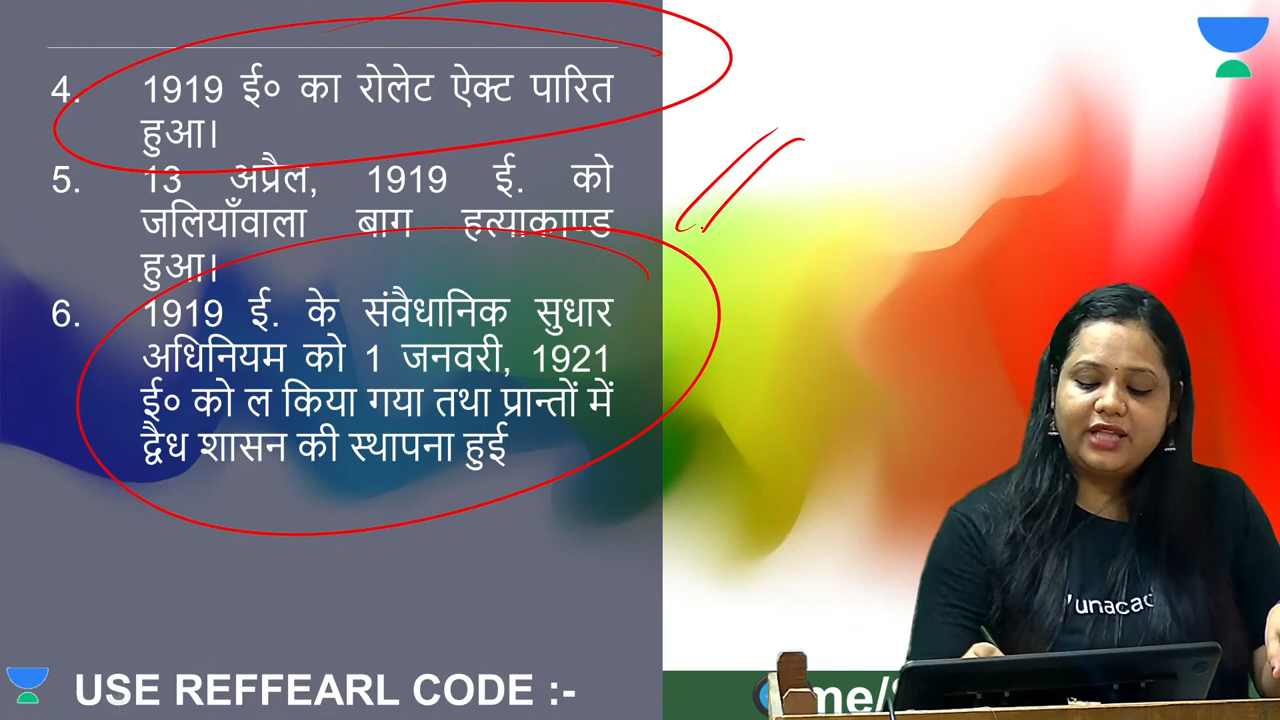 4. 1919 ई० का रोलेट ऐक्ट पारित
हुआ।
5. 13 अप्रैल, 1919 ई. को
जलियाँवाला बाग हत्याकाण्ड
हुआ।
6. 1919 ई. के संवैधानिक सुधार
अधिनियम को 1 जनवरी, 1921
ई० को ल किया गया तथा प्रान्तों में
द्वैध शासन की स्थापना हुई
USE REFFEARL CODE :-
me/
unacad